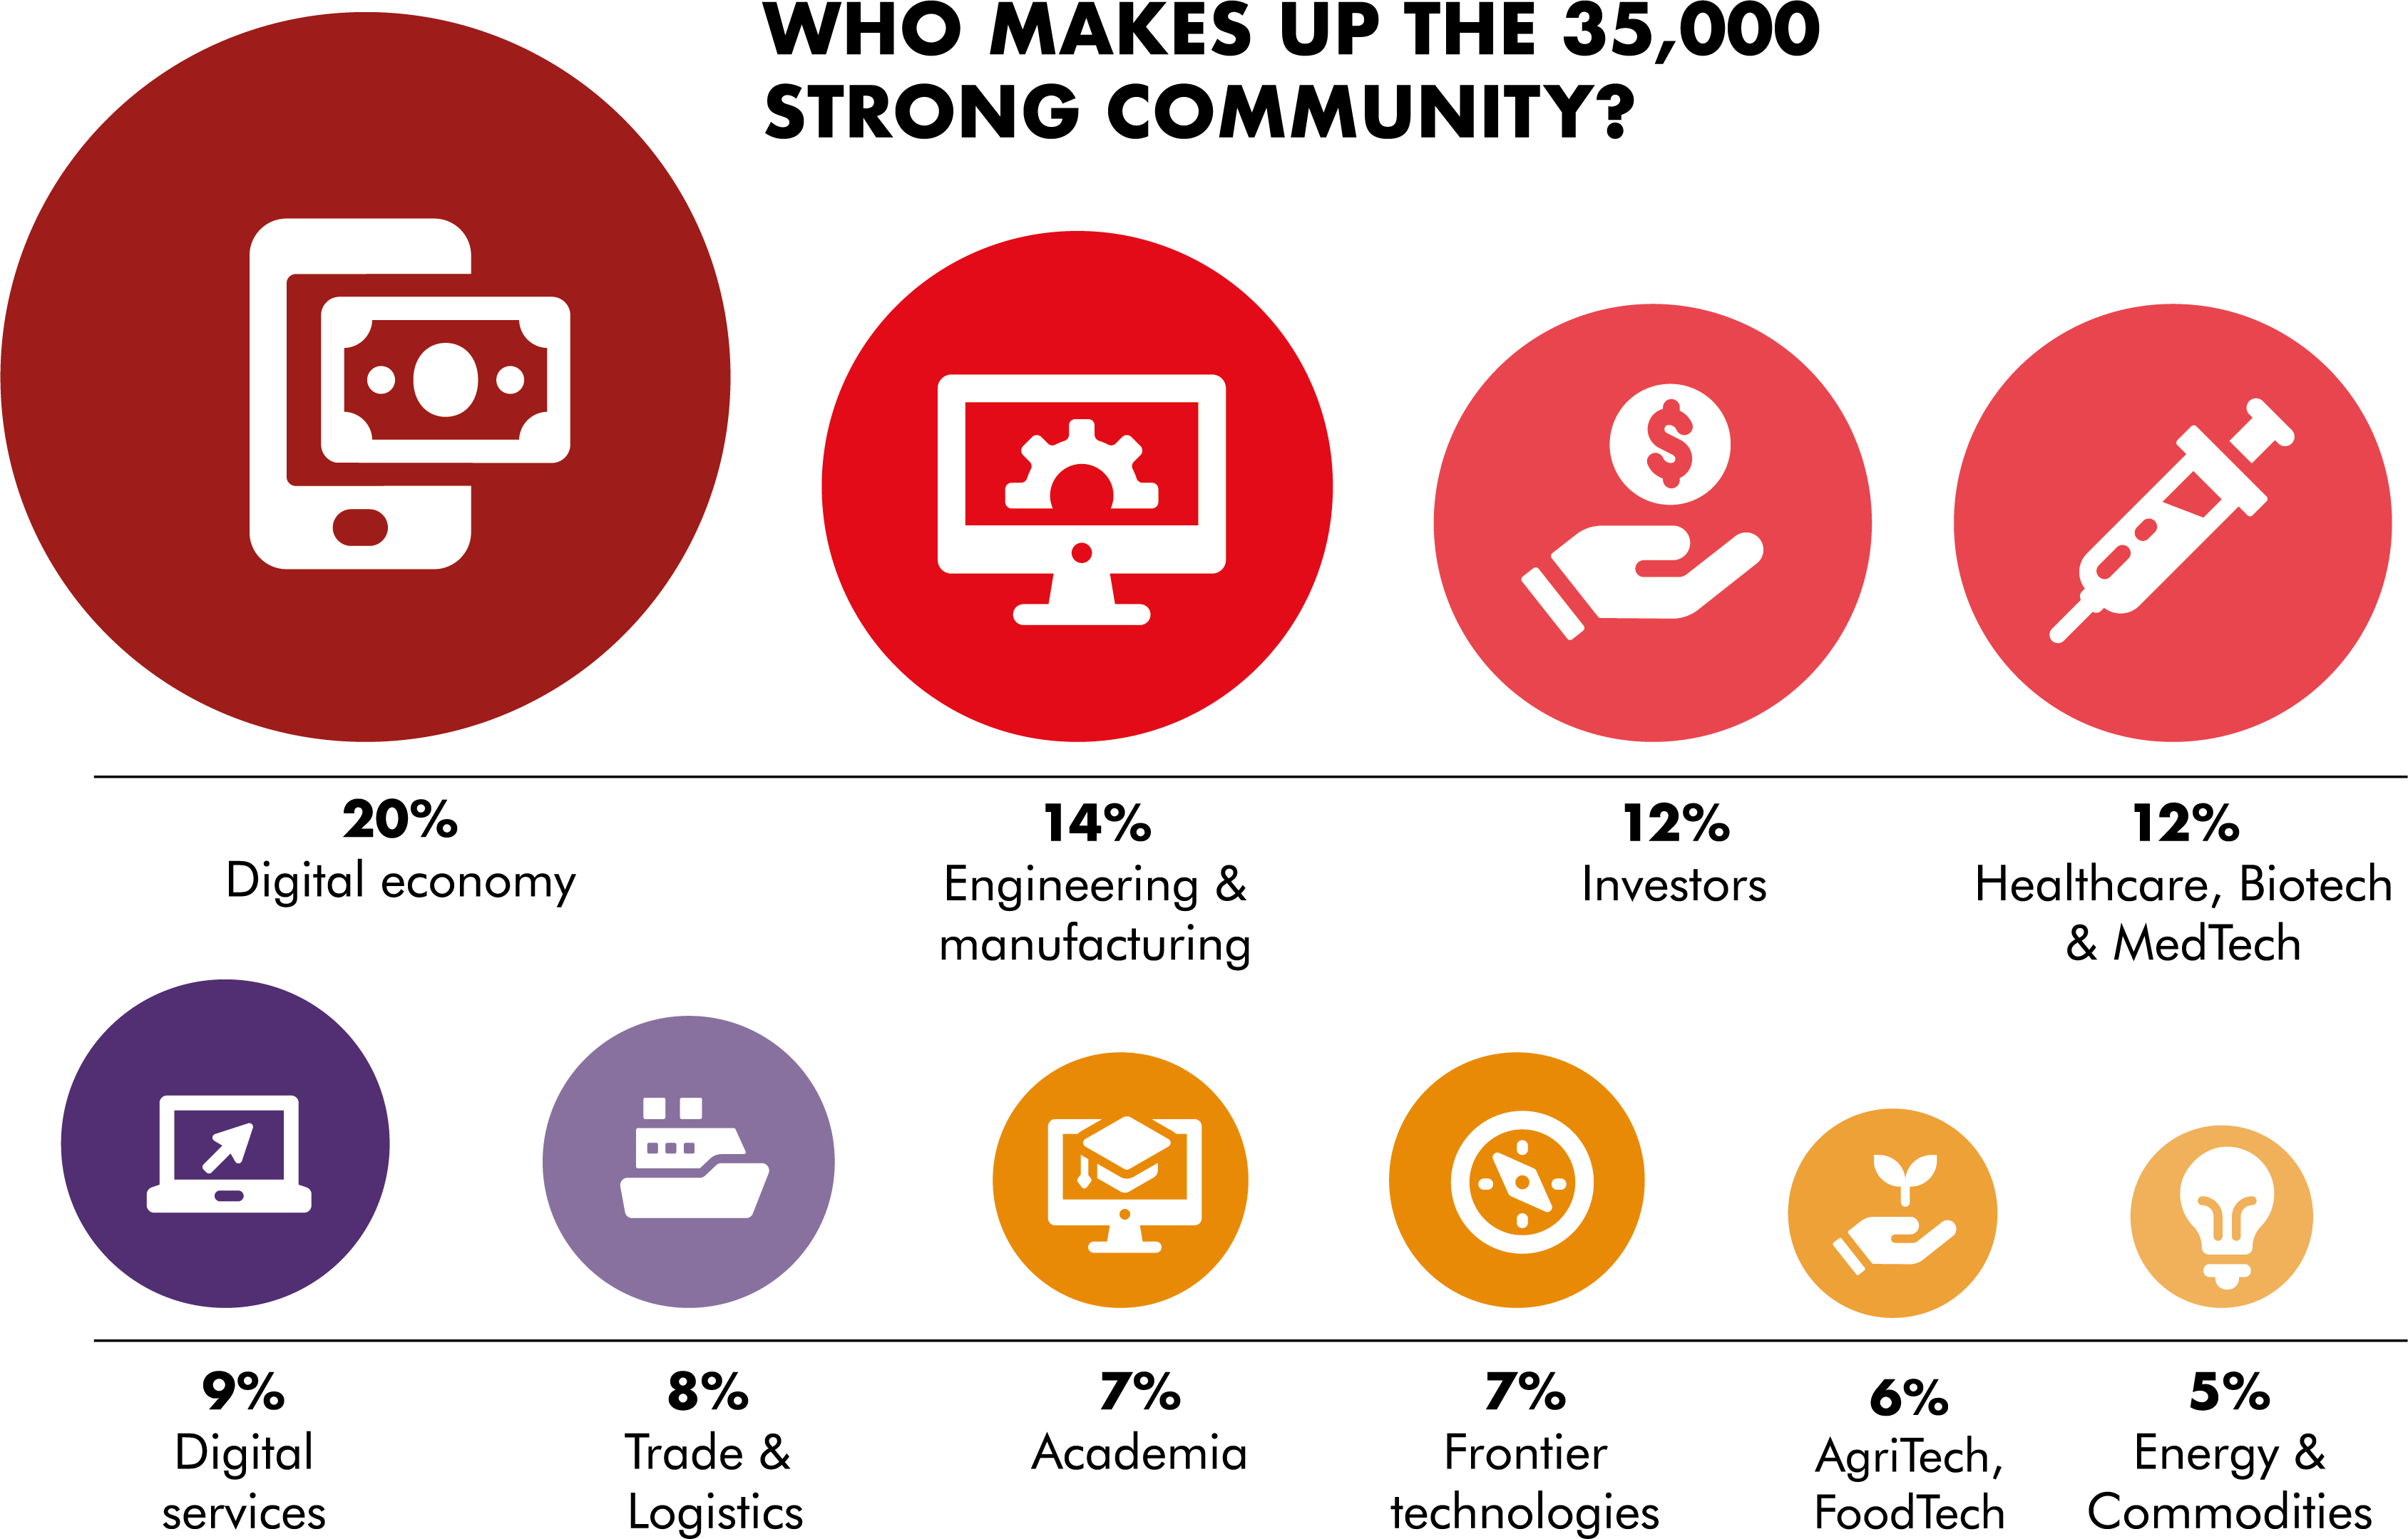 WHO MAKES UP THE 35,000
STRONG COMMUNITY?
20%
Digital economy
14%
Engineering &
manufacturing
12%
Investors
12%
Healthcare, Biotech
& MedTech
9%
Digital
services
8%
Trade &
Logistics
7%
Academia
7%
Frontier
technologies
6%
AgriTech,
FoodTech
5%
Energy &
Commodities